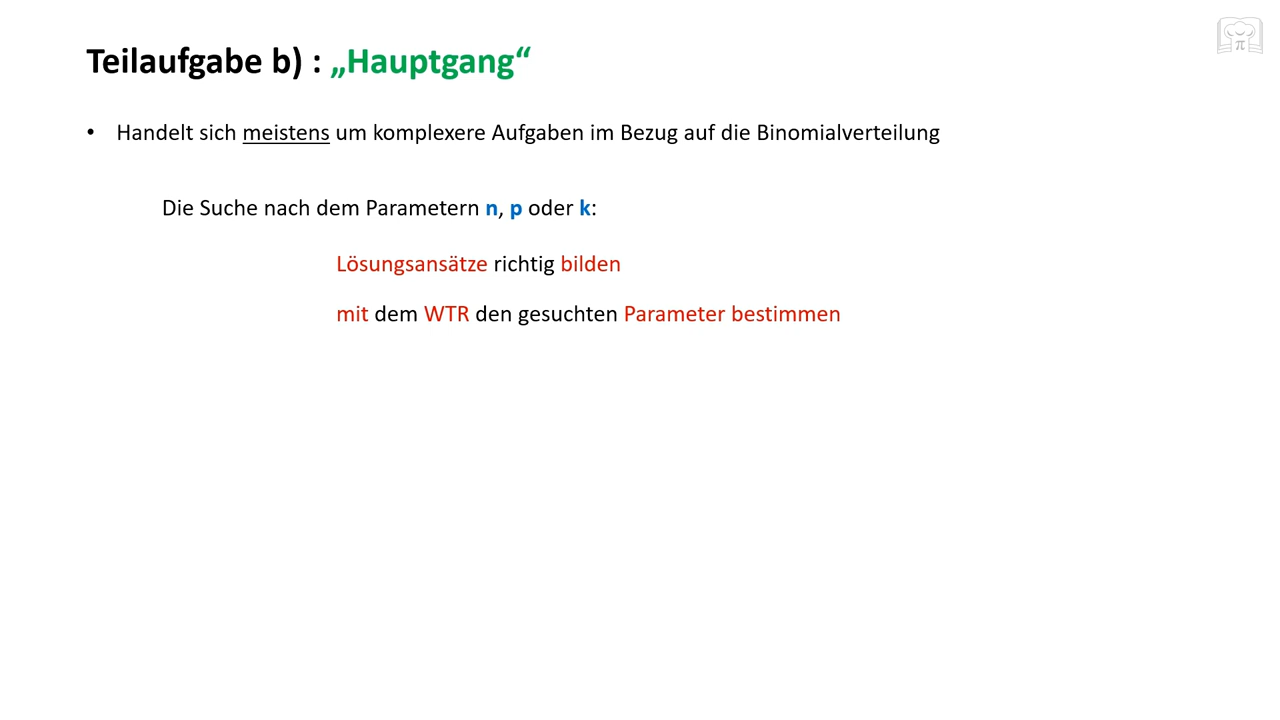 Teilaufgabe b) : „Hauptgang“
• Handelt sich meistens um komplexere Aufgaben im Bezug auf die Binomialverteilung
Die Suche nach dem Parametern n, p oder k:
Lösungsansätze richtig bilden
mit dem WTR den gesuchten Parameter bestimmen
π